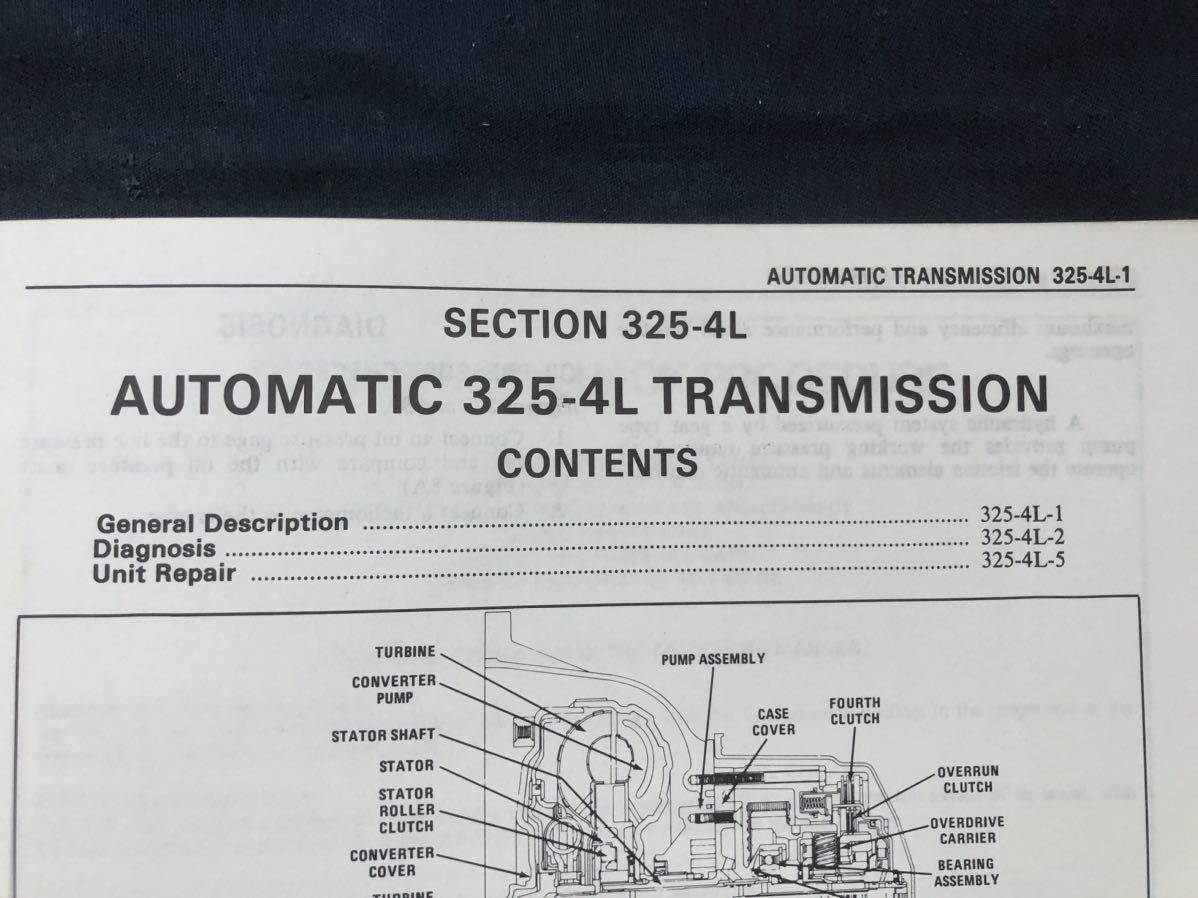 AUTOMATIC TRANSMISSION 325-4L-1
SECTION 325-4L
AUTOMATIC 325-4L TRANSMISSION
CONTENTS
General Description ........................................ 325-4L-1
Diagnosis ........................................ 325-4L-2
Unit Repair ........................................ 325-4L-5
TURBINE
CONVERTER
PUMP
STATOR SHAFT
STATOR
STATOR
ROLLER
CLUTCH
CONVERTER
COVER
TURBINE
PUMP ASSEMBLY
CASE
COVER
FOURTH
CLUTCH
OVERRUN
CLUTCH
OVERDRIVE
CARRIER
BEARING
ASSEMBLY